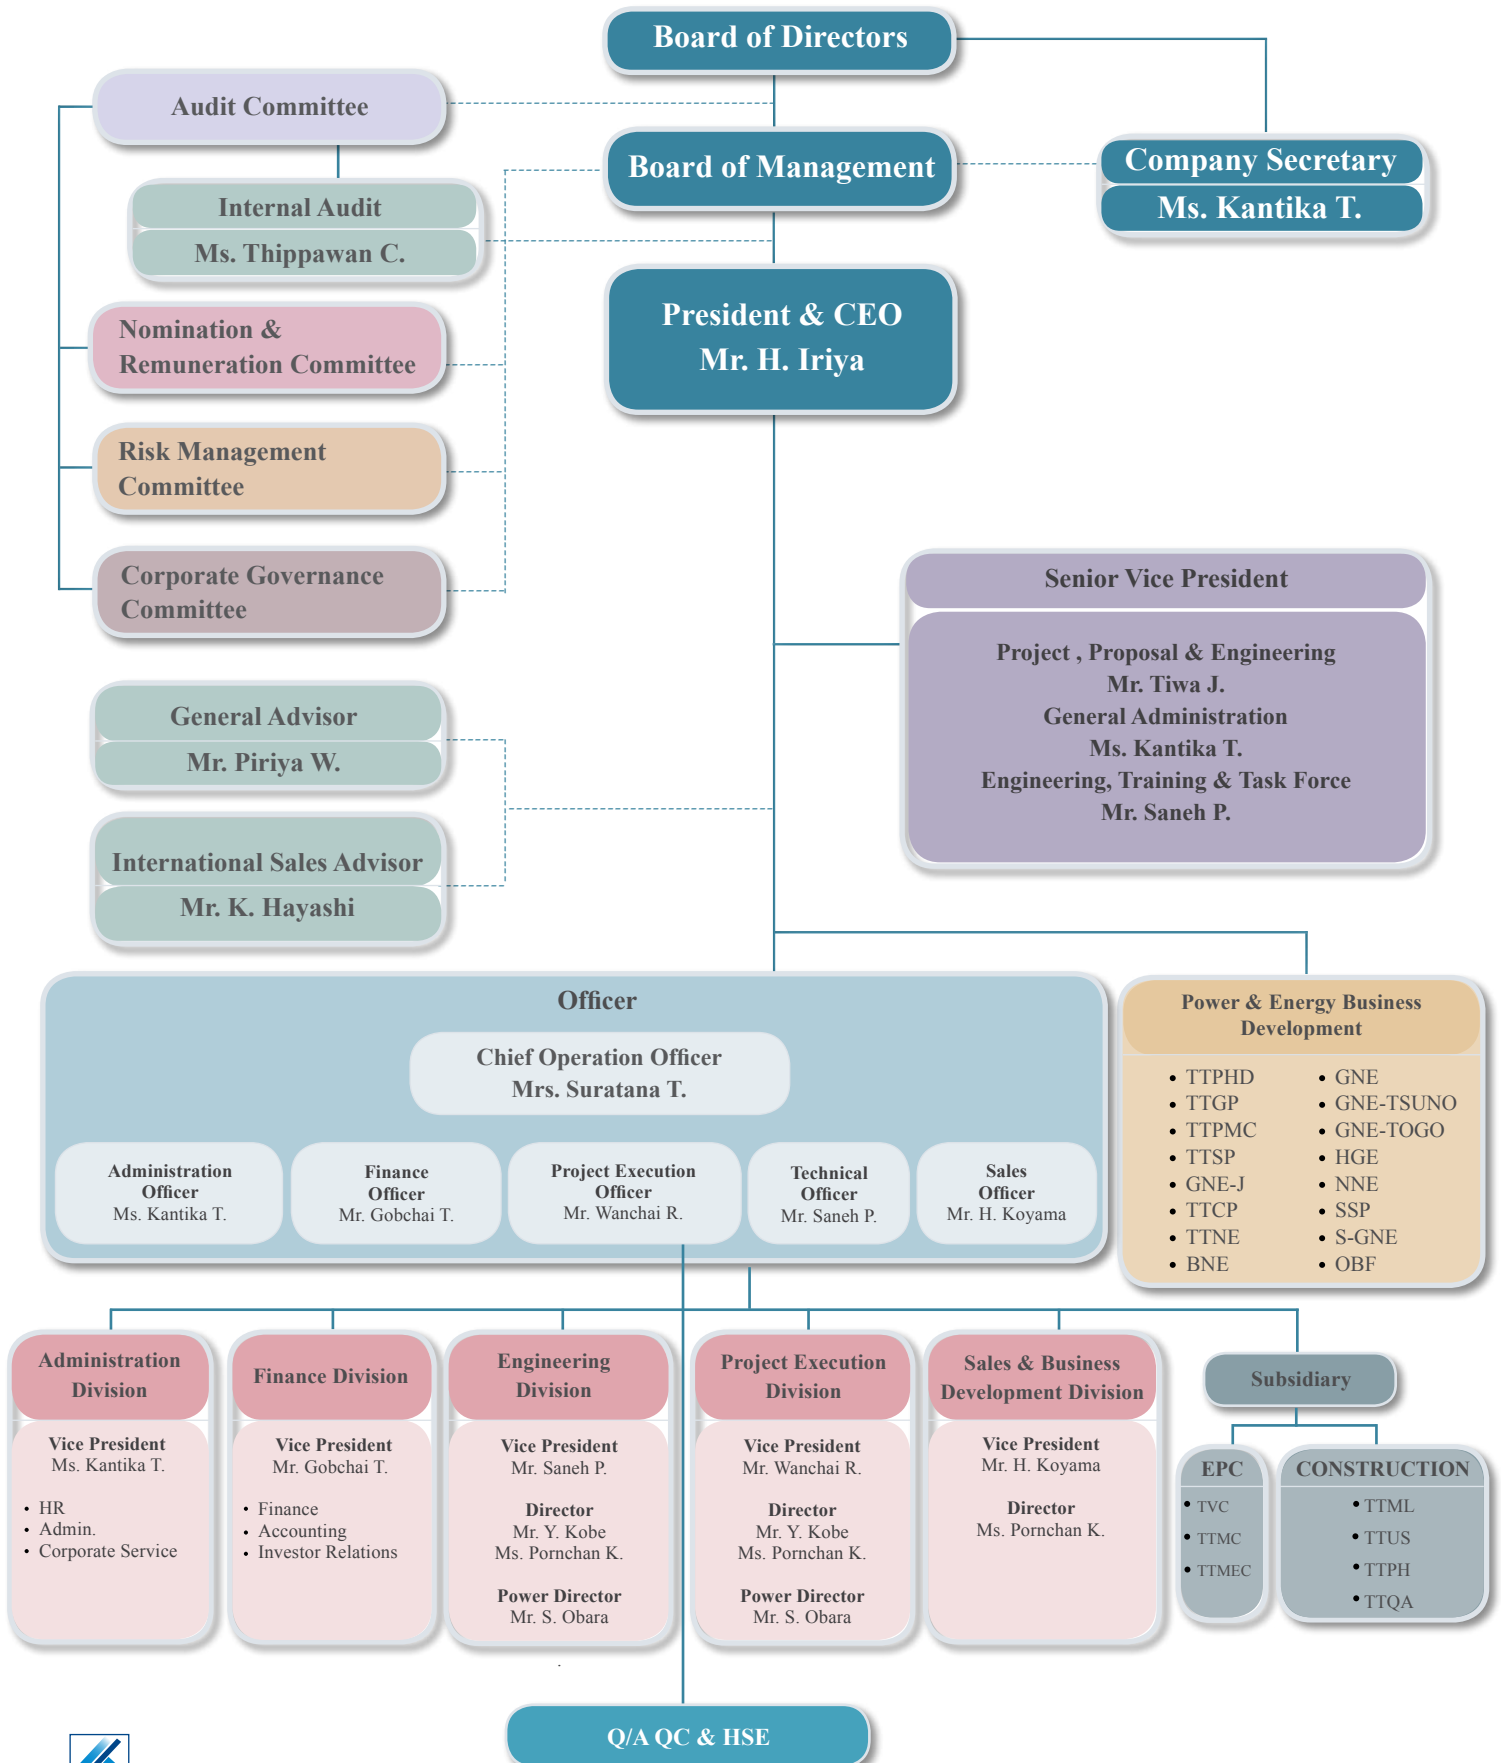 Board of Directors
Audit Committee
Board of Management
Company Secretary
Ms. Kantika T.
Internal Audit
Ms. Thippawan C.
President & CEO
Mr. H. Iriya
Nomination &
Remuneration Committee
Risk Management
Committee
Corporate Governance
Committee
Senior Vice President
Project , Proposal & Engineering
Mr. Tiwa J.
General Administration
Ms. Kantika T.
Engineering, Training & Task Force
Mr. Saneh P.
General Advisor
Mr. Piriya W.
International Sales Advisor
Mr. K. Hayashi
Officer
Chief Operation Officer
Mrs. Suratana T.
Administration
Officer
Ms. Kantika T.
Finance
Officer
Mr. Gobchai T.
Project Execution
Officer
Mr. Wanchai R.
Technical
Officer
Mr. Saneh P.
Sales
Officer
Mr. H. Koyama
Power & Energy Business
Development
• TTPHD
• TTGP
• TTPMC
• TTSP
• GNE-J
• TTCP
• TTNE
• BNE
• GNE
• GNE-TSUNO
• GNE-TOGO
• HGE
• NNE
• SSP
• S-GNE
• OBF
Administration
Division
Vice President
Ms. Kantika T.
• HR
• Admin.
• Corporate Service
Finance Division
Vice President
Mr. Gobchai T.
• Finance
• Accounting
• Investor Relations
Engineering
Division
Vice President
Mr. Saneh P.
Director
Mr. Y. Kobe
Ms. Pornchan K.
Power Director
Mr. S. Obara
Project Execution
Division
Vice President
Mr. Wanchai R.
Director
Mr. Y. Kobe
Ms. Pornchan K.
Power Director
Mr. S. Obara
Sales & Business
Development Division
Vice President
Mr. H. Koyama
Director
Ms. Pornchan K.
Subsidiary
EPC
• TVC
• TTMC
• TTMEC
CONSTRUCTION
• TTML
• TTUS
• TTPH
• TTQA
Q/A QC & HSE